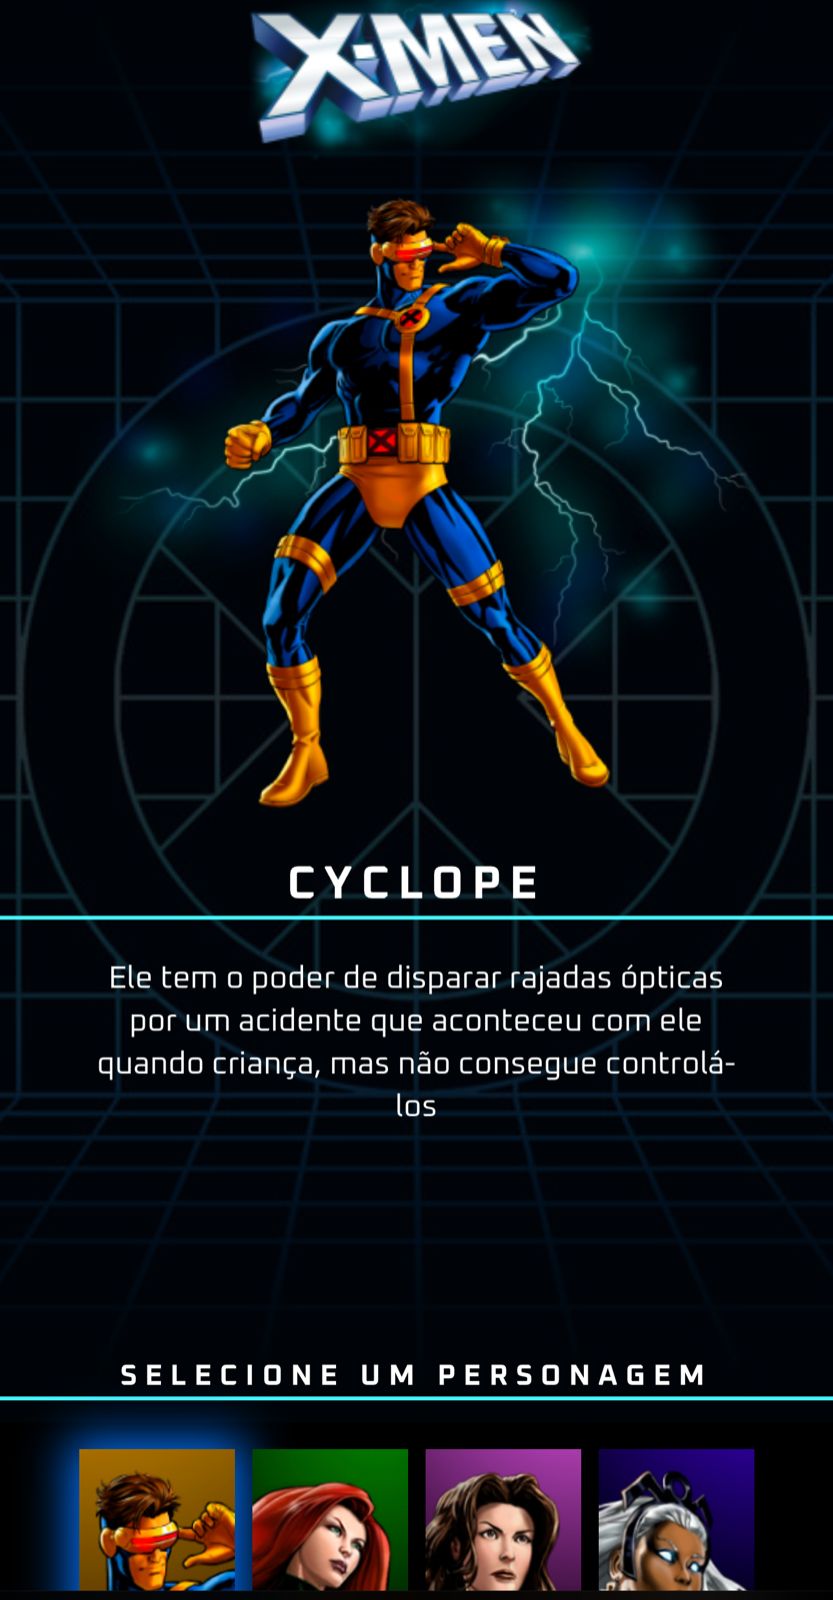 X-MEN
CYCLOPE
Ele tem o poder de disparar rajadas ópticas
por um acidente que aconteceu com ele
quando criança, mas não consegue controlá-
los
SELECIONE UM PERSONAGEM